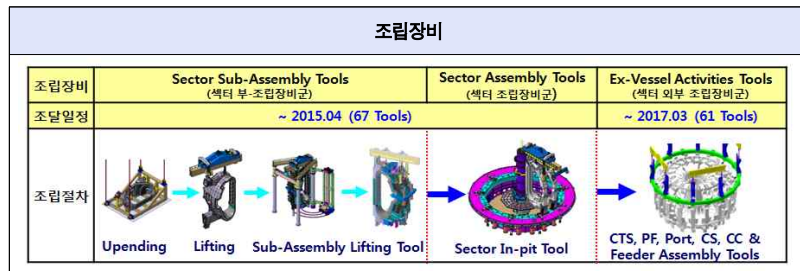 조립장비
조립장비
Sector Sub-Assembly Tools
(섹터 부-조립장비군)
Sector Assembly Tools
(섹터 조립장비군)
Ex-Vessel Activities Tools
(섹터 외부 조립장비군)
조달일정
~ 2015.04 (67 Tools)
~ 2017.03 (61 Tools)
조립절차
Upending
Lifting
Sub-Assembly Lifting Tool
Sector In-pit Tool
CTS, PF, Port, CS, CC &
Feeder Assembly Tools